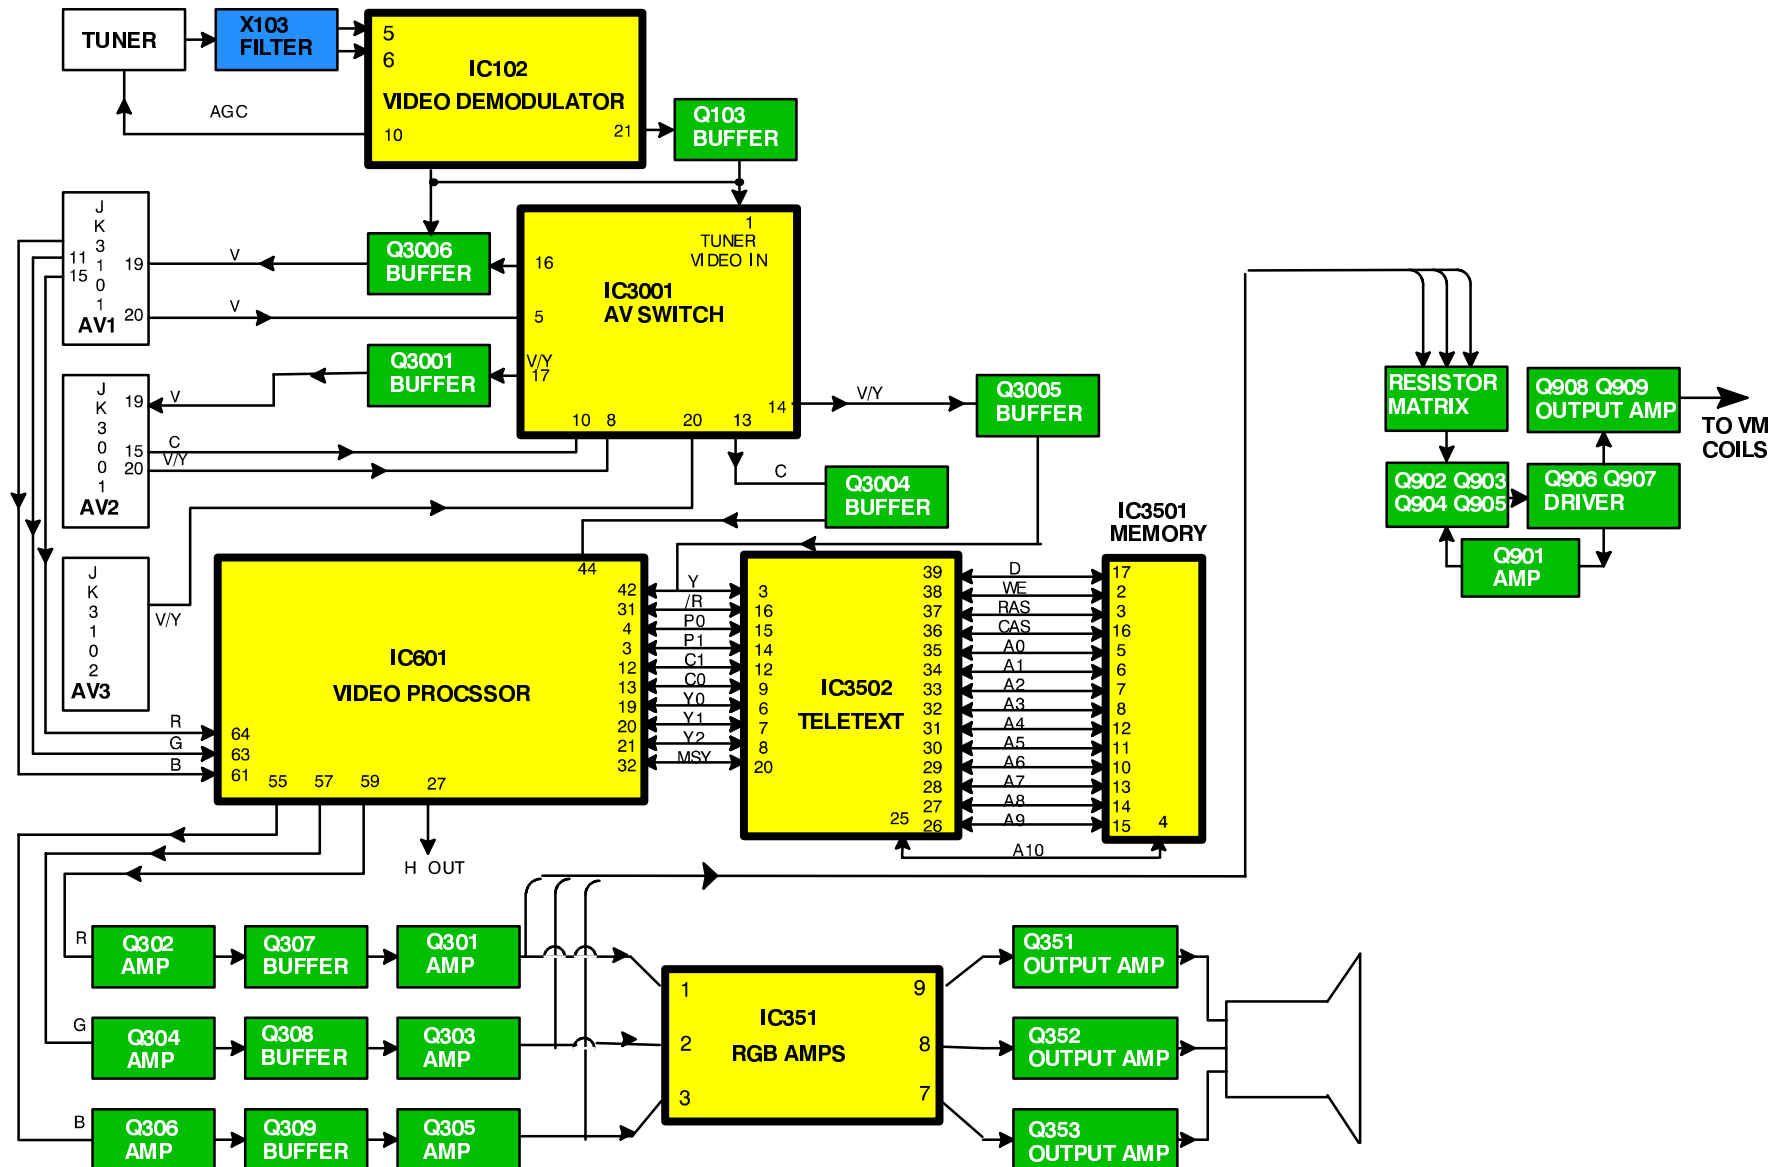 TUNER
X103
FILTER
5
6
IC102
VIDEO DEMODULATOR
10
21
AGC
Q103
BUFFER
J
K
3
1
0
1
AV1
11
15
19
20
V
V
Q3006
BUFFER
16
5
1
TUNER
VIDEO IN
IC3001
AV SWITCH
V/Y
17
10
8
20
13
14
Q3001
BUFFER
V
J
K
3
0
0
1
AV2
19
15
20
C
V/Y
V/Y
Q3005
BUFFER
C
Q3004
BUFFER
J
K
3
1
0
2
AV3
V/Y
RESISTOR
MATRIX
Q908 Q909
OUTPUT AMP
TO VM
COILS
Q902 Q903
Q904 Q905
Q906 Q907
DRIVER
Q901
AMP
IC3501
MEMORY
44
IC601
VIDEO PROCSSOR
42
31
4
3
12
13
19
20
21
32
R
G
B
64
63
61
55
57
59
27
H OUT
Y
/R
P0
P1
C1
C0
Y0
Y1
Y2
MSY
3
16
15
14
12
9
6
7
8
20
IC3502
TELETEXT
39
38
37
36
35
34
33
32
31
30
29
28
27
26
25
D
WE
RAS
CAS
A0
A1
A2
A3
A4
A5
A6
A7
A8
A9
A10
17
2
3
16
5
6
7
8
12
11
10
13
14
15
4
R
Q302
AMP
Q307
BUFFER
Q301
AMP
G
Q304
AMP
Q308
BUFFER
Q303
AMP
B
Q306
AMP
Q309
BUFFER
Q305
AMP
1
2
3
IC351
RGB AMPS
9
8
7
Q351
OUTPUT AMP
Q352
OUTPUT AMP
Q353
OUTPUT AMP